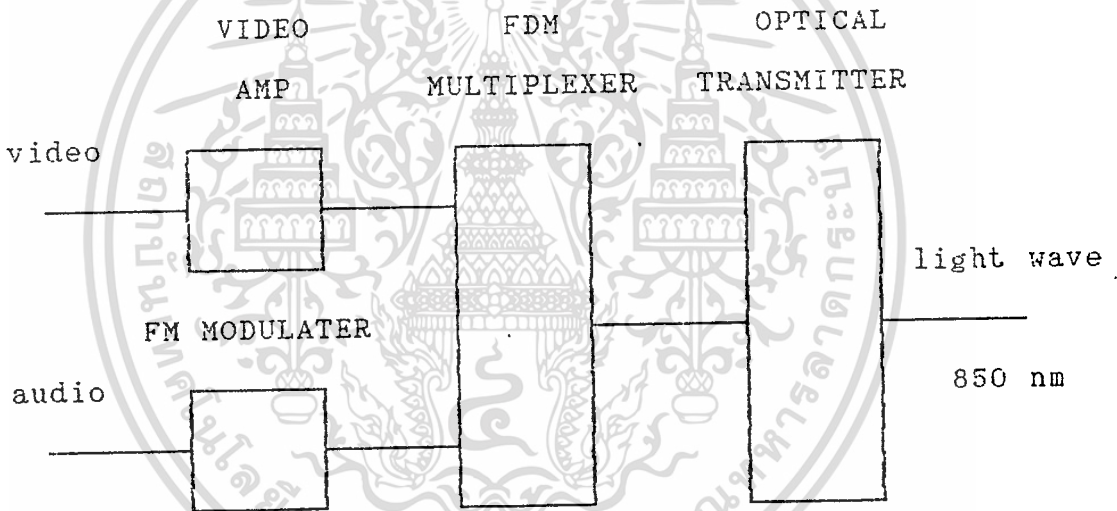 VIDEO FDM OPTICAL
AMP MULTIPLEXER TRANSMITTER
video
light wave
FM MODULATER
audio
850 nm